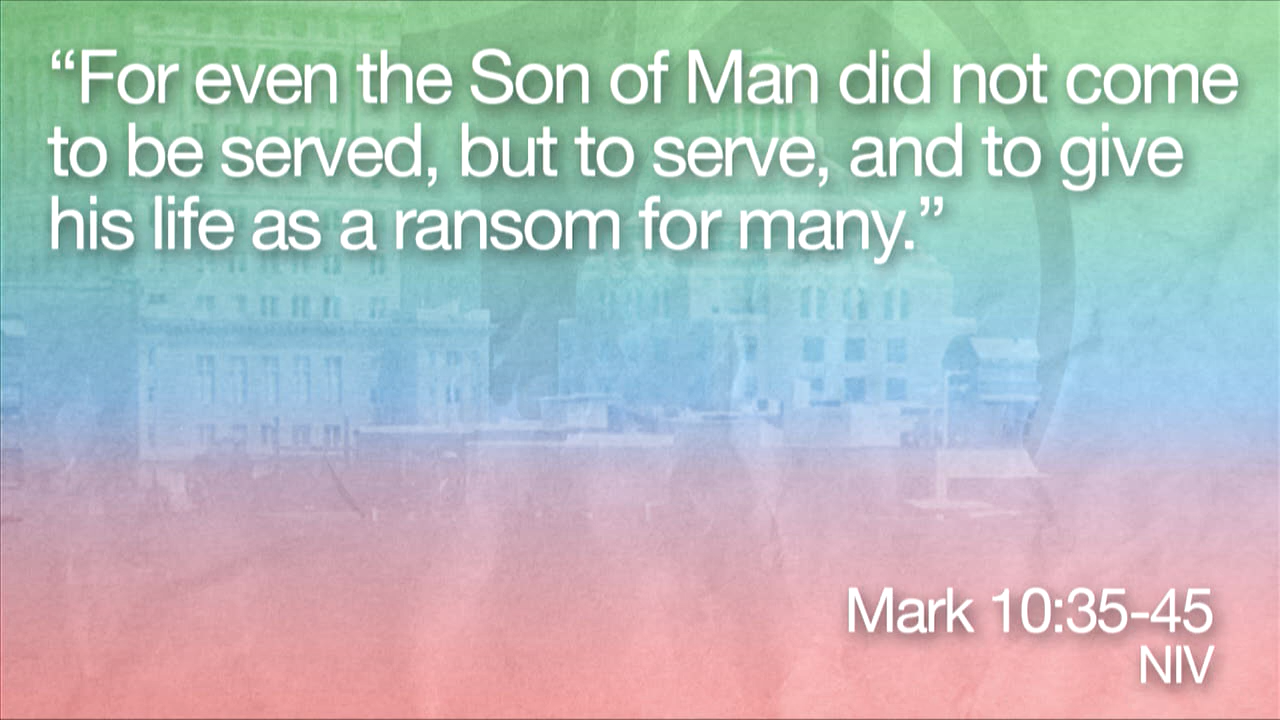 “For even the Son of Man did not come
to be served, but to serve, and to give
his life as a ransom for many.”
Mark 10:35-45
NIV